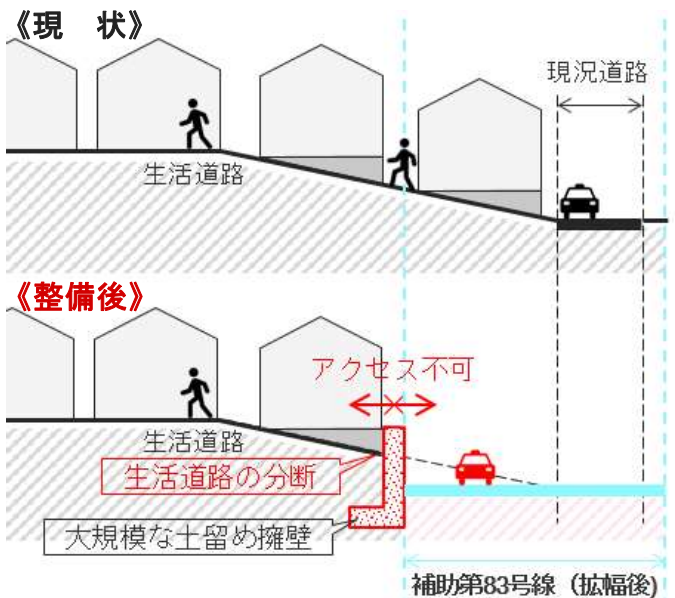 《現　状》
現況道路
生活道路
《整備後》
アクセス不可
生活道路
生活道路の分断
大規模な土留め擁壁
補助第83号線（拡幅後)